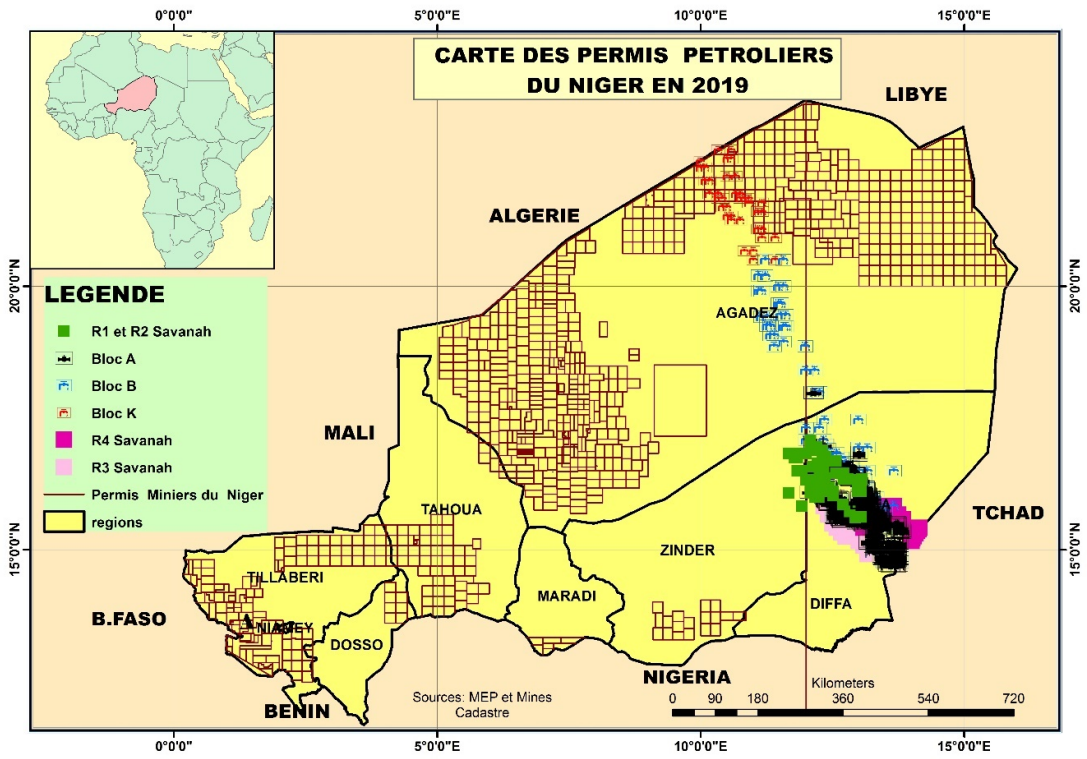 0°0'0"
5°0'0"E
10°0'0"E
15°0'0"E
CARTE DES PERMIS PETROLIERS
DU NIGER EN 2019
LIBYE
ALGERIE
20°0'0"N
20°0'0"N
LEGENDE
R1 et R2 Savanah
Bloc A
Bloc B
Bloc K
R4 Savanah
R3 Savanah
Permis Miniers du Niger
regions
AGADEZ
MALI
TAHOUA
TCHAD
ZINDER
15°0'0"N
15°0'0"N
TILLABERI
MARADI
DIFFA
B.FASO
NIAMEY
DOSSO
NIGERIA
BENIN
Sources: MEP et Mines
Cadastre
Kilometers
0 90 180 360 540 720
0°0'0"
5°0'0"E
10°0'0"E
15°0'0"E